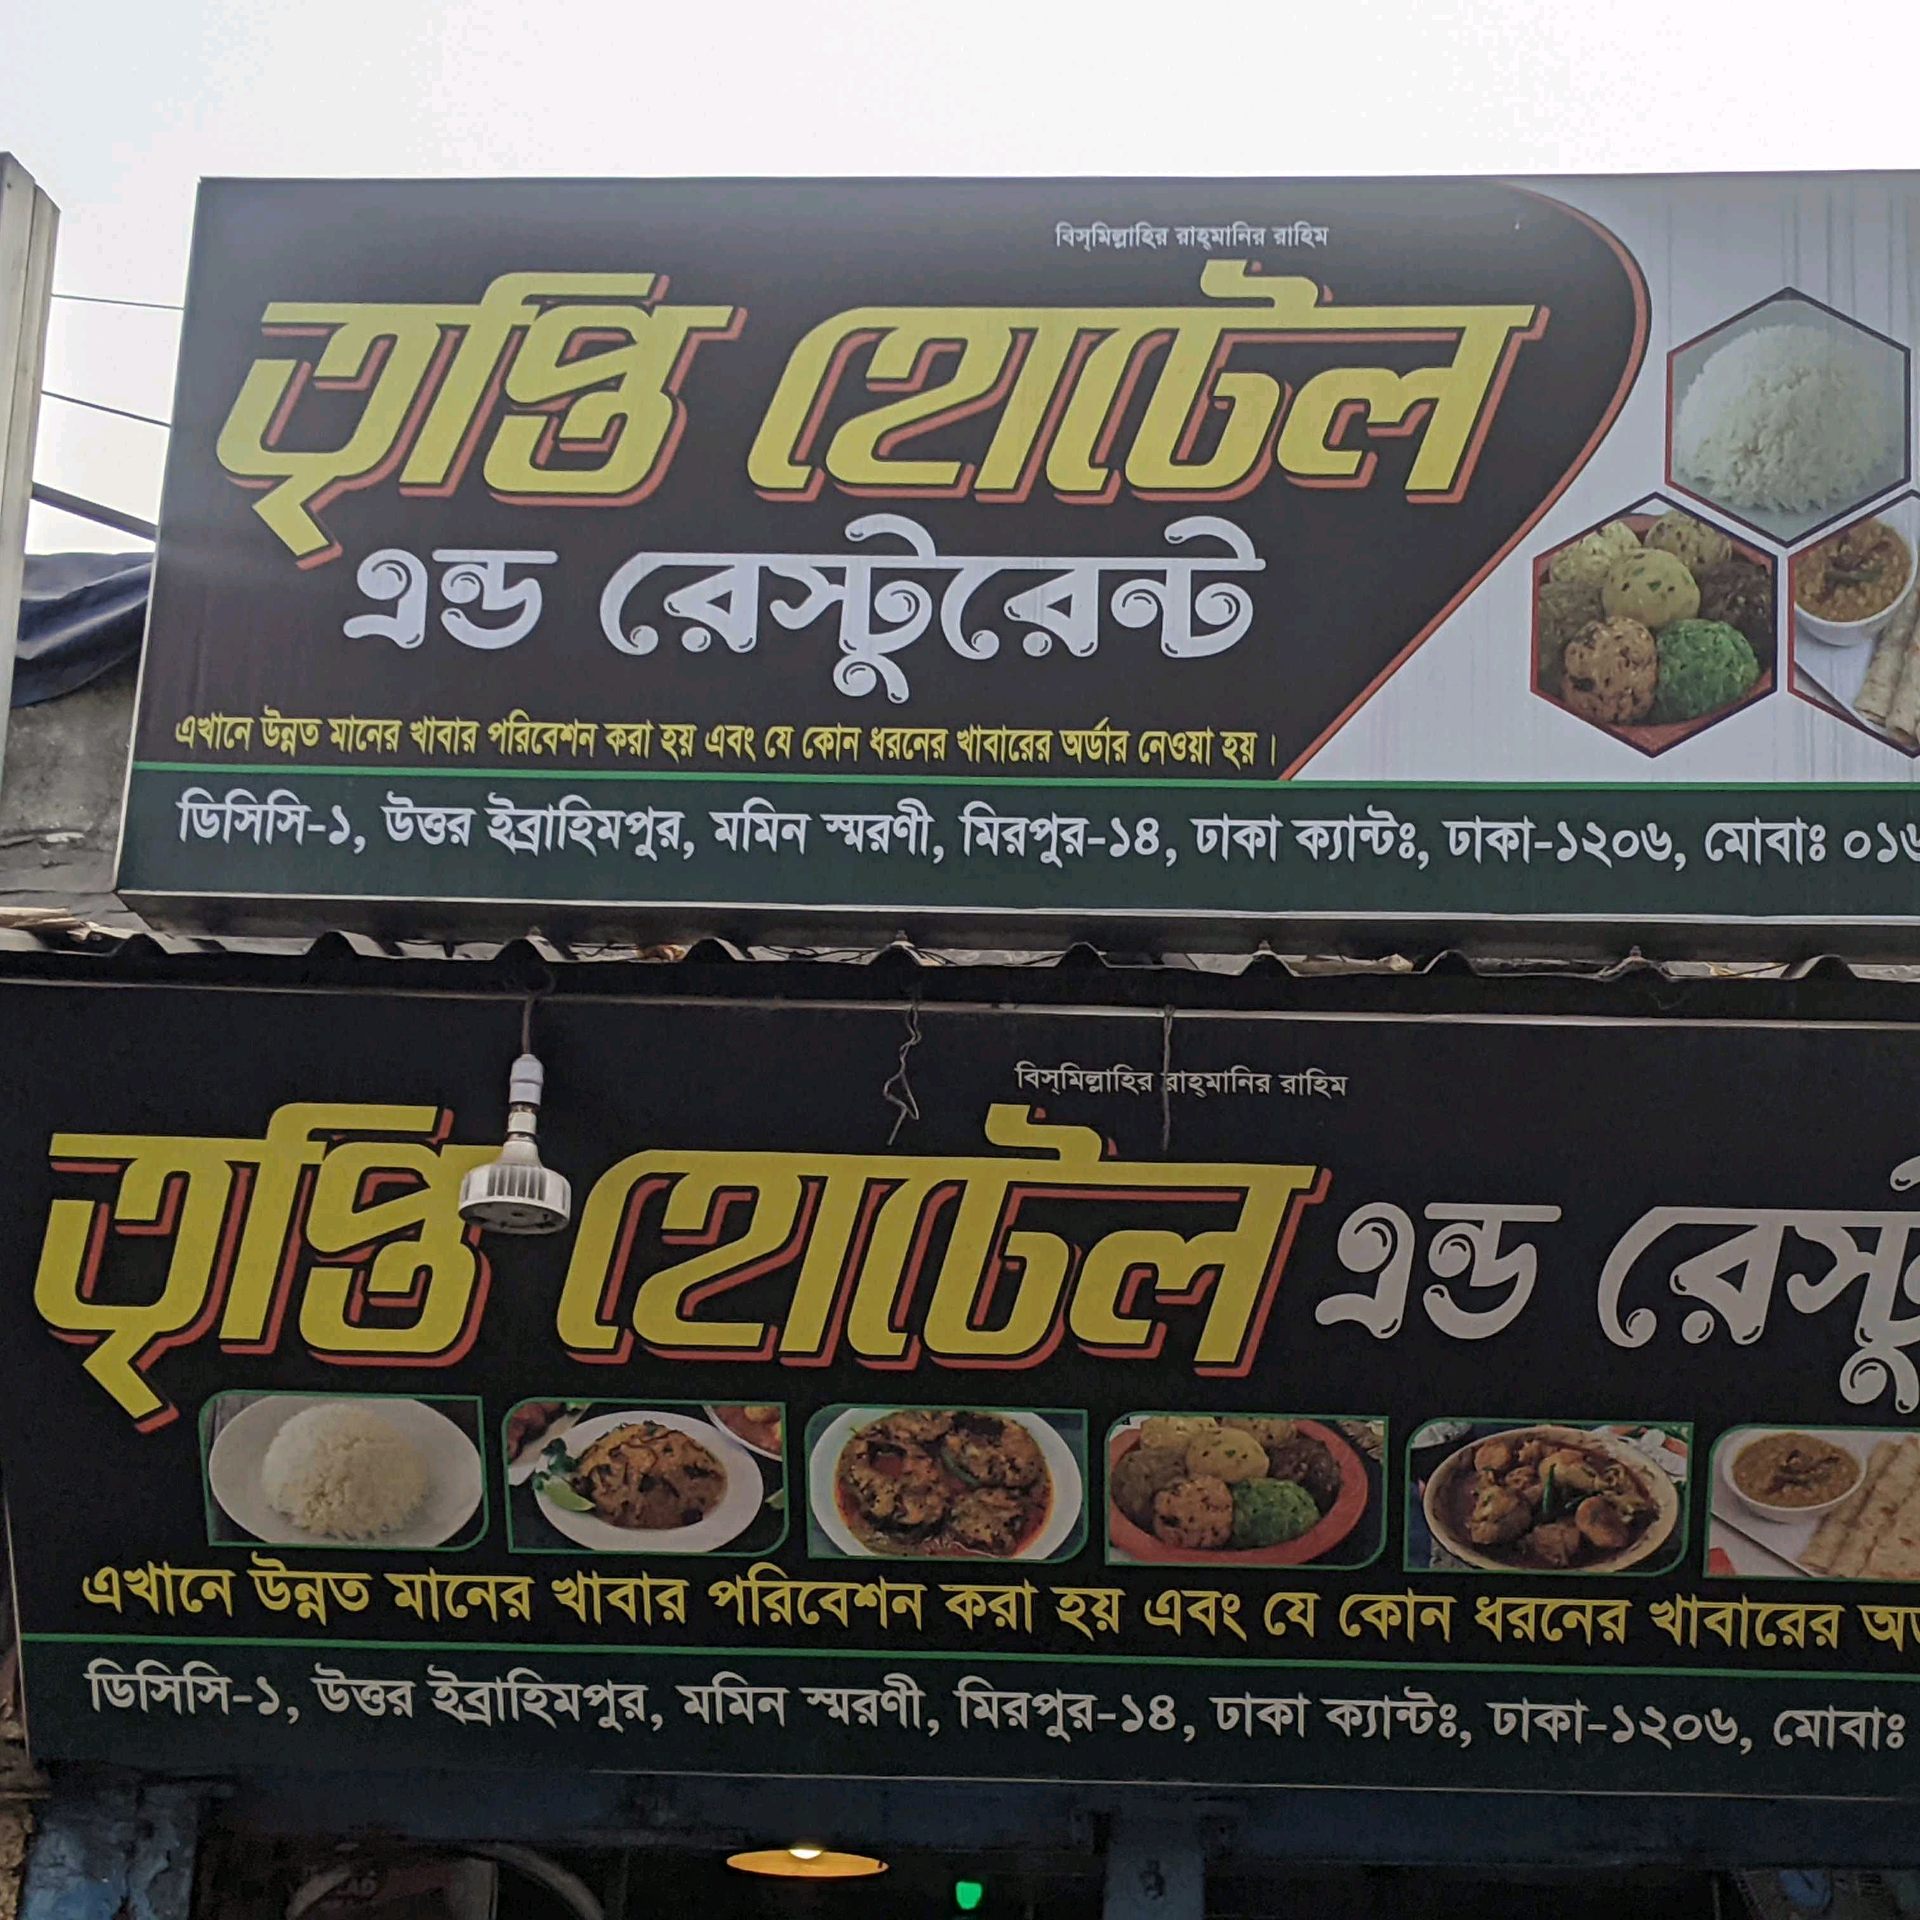 বিস্‌মিল্লাহির রাহ্‌মানির রাহিম
তৃপ্তি হোটেল
এন্ড রেস্টুরেন্ট
এখানে উন্নত মানের খাবার পরিবেশন করা হয় এবং যে কোন ধরনের খাবারের অর্ডার নেওয়া হয়।
ডিসিসি-১, উত্তর ইব্রাহিমপুর, মমিন স্মরণী, মিরপুর-১৪, ঢাকা ক্যান্টঃ, ঢাকা-১২০৬, মোবাঃ ০১৬
বিস্‌মিল্লাহির রাহ্‌মানির রাহিম
তৃপ্তি হোটেল এন্ড রেস্টু
এখানে উন্নত মানের খাবার পরিবেশন করা হয় এবং যে কোন ধরনের খাবারের
ডিসিসি-১, উত্তর ইব্রাহিমপুর, মমিন স্মরণী, মিরপুর-১৪, ঢাকা ক্যান্টঃ, ঢাকা-১২০৬, মোবাঃ